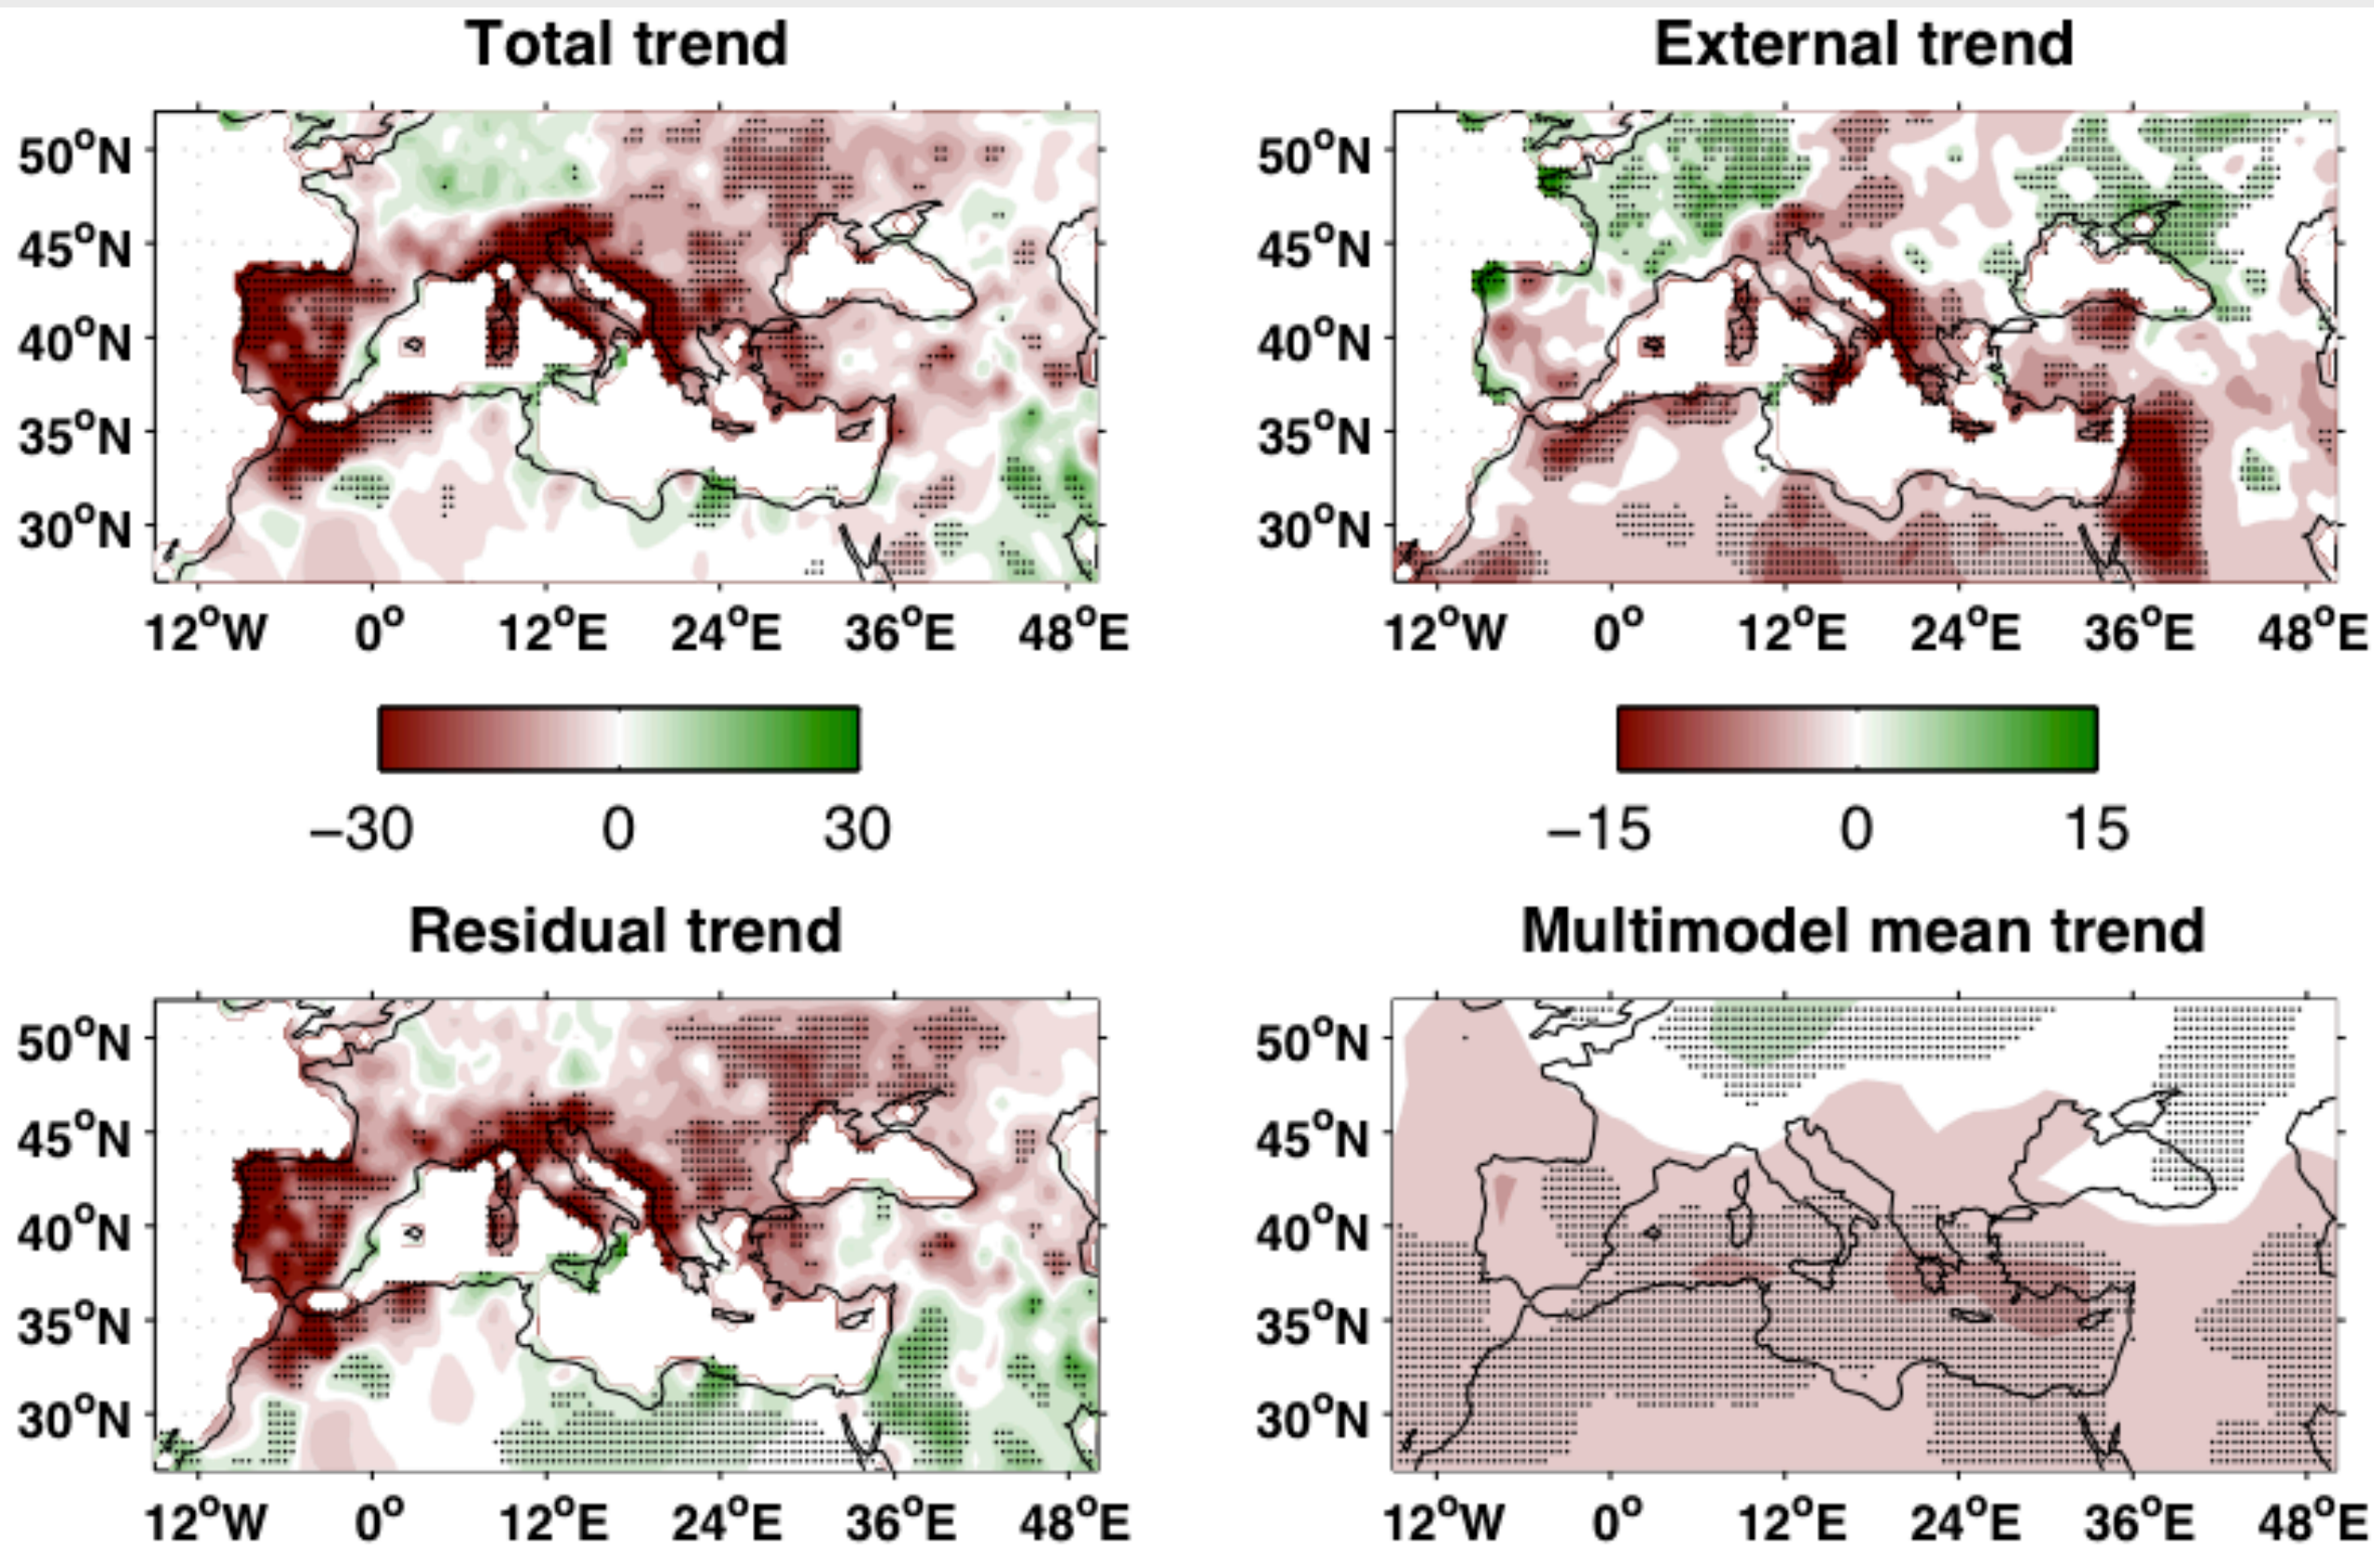 Total trend
External trend
50°N
45°N
40°N
35°N
30°N
12°W 0° 12°E 24°E 36°E 48°E
50°N
45°N
40°N
35°N
30°N
12°W 0° 12°E 24°E 36°E 48°E
−30 0 30
−15 0 15
Residual trend
Multimodel mean trend
50°N
45°N
40°N
35°N
30°N
12°W 0° 12°E 24°E 36°E 48°E
50°N
45°N
40°N
35°N
30°N
12°W 0° 12°E 24°E 36°E 48°E